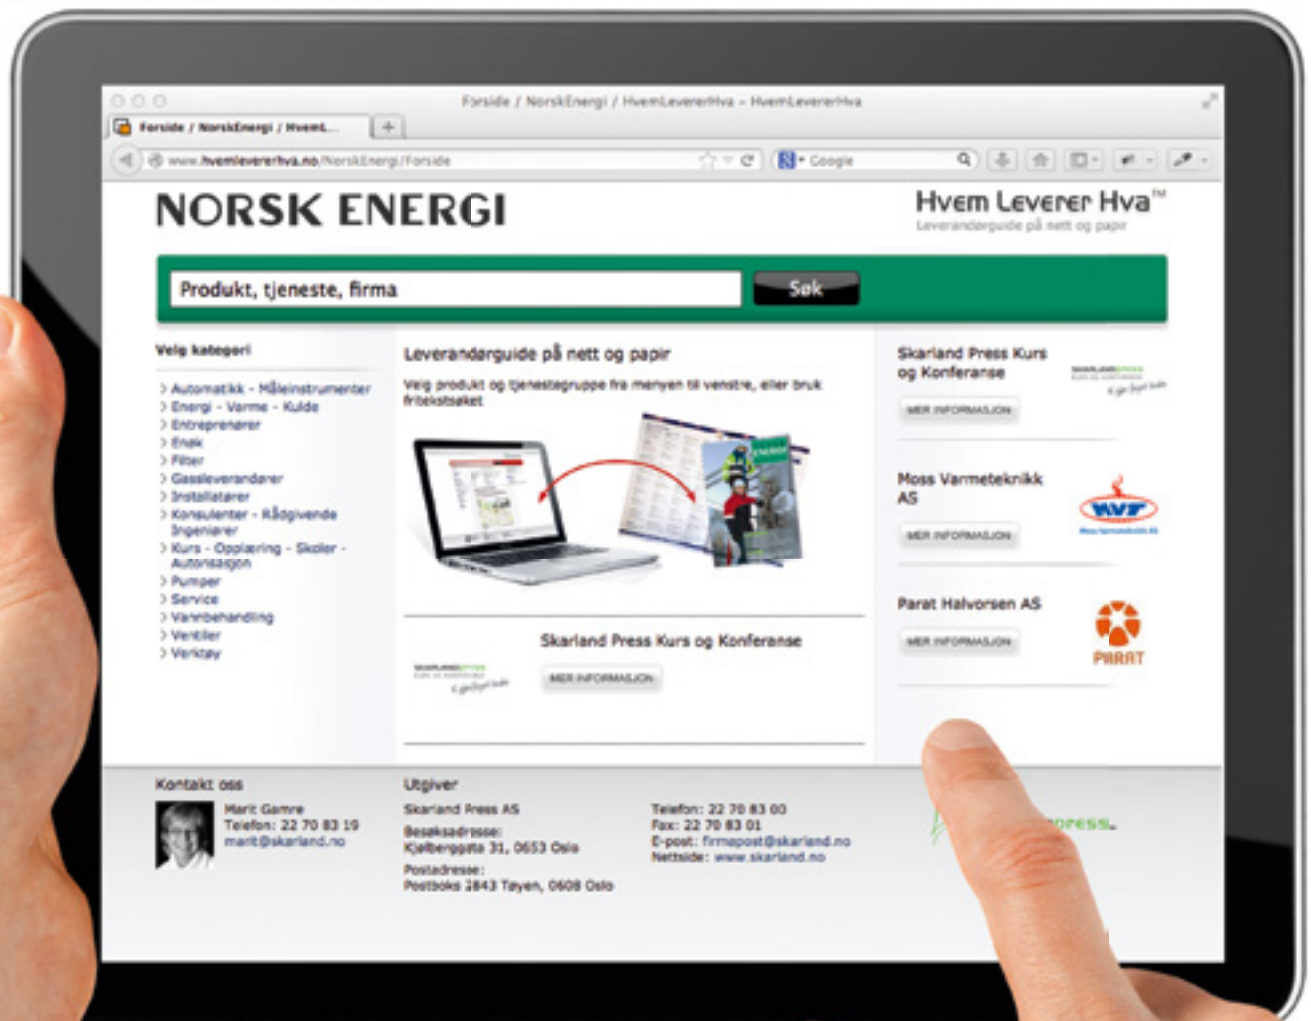 Forside / NorskEnergi / HvemLevererHva – HvemLevererHva
Forside / NorskEnergi / HvemL...
www.hvemlevererhva.no/NorskEnergi/Forside
Google
NORSK ENERGI
Hvem Leverer Hva™
Leverandørguide på nett og papir
Produkt, tjeneste, firma
Søk
Velg kategori
> Automatikk - Måleinstrumenter
> Energi - Varme - Kulde
> Entreprenører
> Enøk
> Filter
> Gassleverandører
> Installatører
> Konsulenter - Rådgivende
Ingeniører
> Kurs - Opplæring - Skoler -
Autorisasjon
> Pumper
> Service
> Vannbehandling
> Ventiler
> Verktøy
Leverandørguide på nett og papir
Velg produkt og tjenestegruppe fra menyen til venstre, eller bruk
fritekstsøket
ENERGI
Skarland Press Kurs og Konferanse
MER INFORMASJON
Skarland Press Kurs
og Konferanse
MER INFORMASJON
Moss Varmeteknikk
AS
MER INFORMASJON
MVT
Moss Varmeteknikk AS
Parat Halvorsen AS
MER INFORMASJON
PARAT
Kontakt oss
Marit Gamre
Telefon: 22 70 83 19
marit@skarland.no
Utgiver
Skarland Press AS
Besøksadresse:
Kjølberggata 31, 0653 Oslo
Postadresse:
Postboks 2843 Tøyen, 0608 Oslo
Telefon: 22 70 83 00
Fax: 22 70 83 01
E-post: firmapost@skarland.no
Nettside: www.skarland.no
press